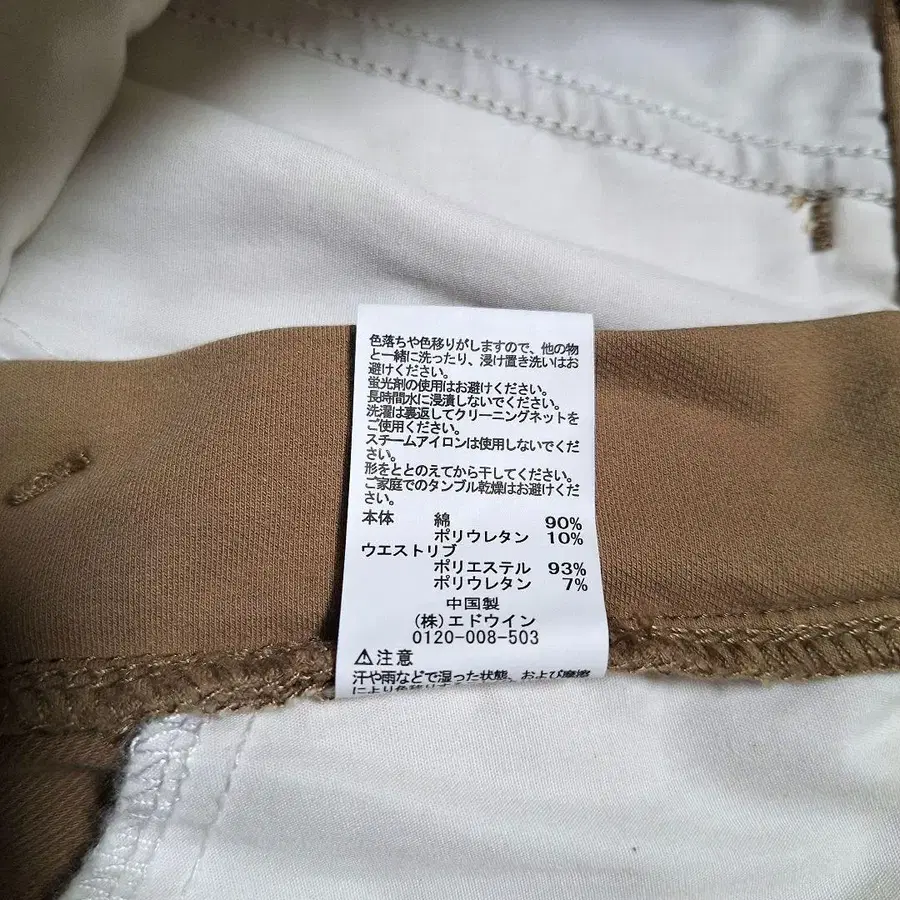 色落ちや色移りがしますので、他の物
と一緒に洗ったり、浸け置き洗いはお
避けください。
蛍光剤の使用はお避けください。
長時間水に浸漬しないでください。
洗濯は裏返してクリーニングネットを
ご使用ください。
スチームアイロンは使用しないでくだ
さい。
形をととのえてから干してください。
ご家庭でのタンブル乾燥はお避けくだ
さい。
本体 綿 90%
ポリウレタン 10%
ウエストリブ
ポリエステル 93%
ポリウレタン 7%
中国製
(株)エドウイン
0120-008-503
⚠注意
汗や雨などで湿った状態、および摩擦
により色移り